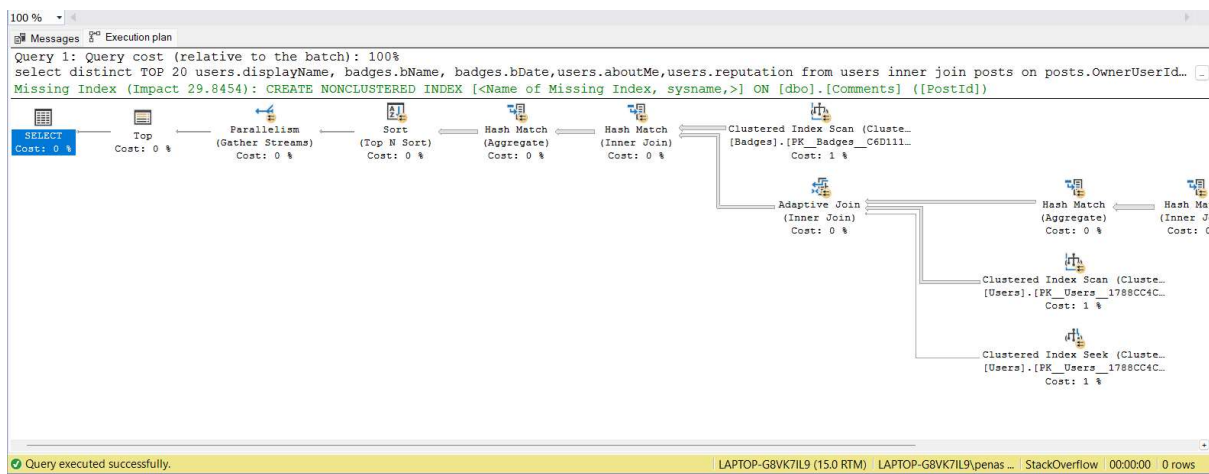 100 %
Messages Execution plan
Query 1: Query cost (relative to the batch): 100%
select distinct TOP 20 users.displayName, badges.bName, badges.bDate,users.aboutMe,users.reputation from users inner join posts on posts.OwnerUserId…
Missing Index (Impact 29.8454): CREATE NONCLUSTERED INDEX [<Name of Missing Index, sysname,>] ON [dbo].[Comments] ([PostId])
SELECT
Cost: 0 %
Top
Cost: 0 %
Parallelism
(Gather Streams)
Cost: 0 %
Sort
(Top N Sort)
Cost: 0 %
Hash Match
(Aggregate)
Cost: 0 %
Hash Match
(Inner Join)
Cost: 0 %
Clustered Index Scan (Cluste…
[Badges].[PK__Badges__C6D111…
Cost: 1 %
Adaptive Join
(Inner Join)
Cost: 0 %
Hash Match
(Aggregate)
Cost: 0 %
Hash Ma
(Inner J
Cost: 0
Clustered Index Scan (Cluste…
[Users].[PK__Users__1788CC4C…
Cost: 1 %
Clustered Index Seek (Cluste…
[Users].[PK__Users__1788CC4C…
Cost: 1 %
Query executed successfully.
LAPTOP-G8VK7IL9 (15.0 RTM) LAPTOP-G8VK7IL9\penas ... StackOverflow 00:00:00 0 rows